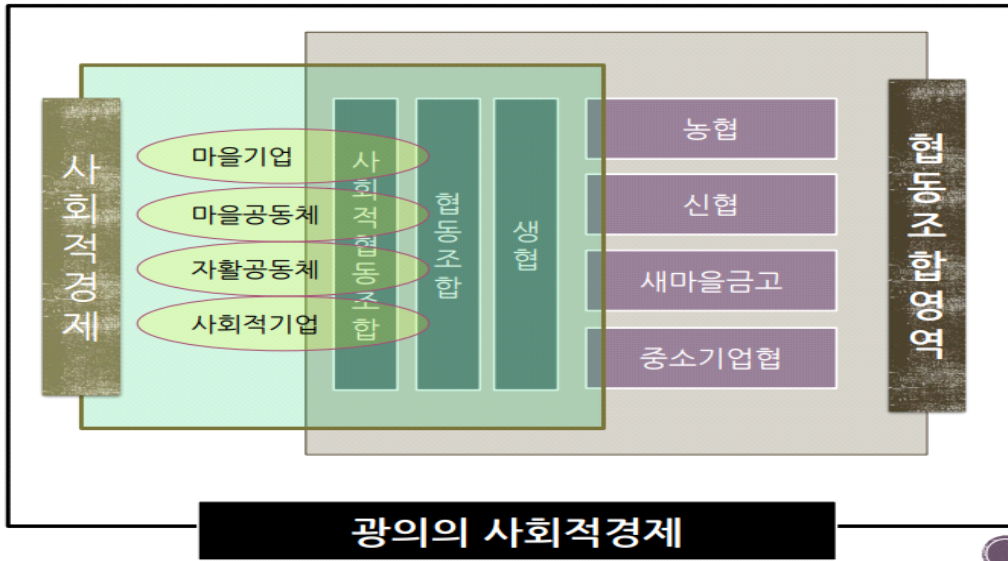 사회적경제
마을기업
마을공동체
자활공동체
사회적기업
사회적협동조합
협동조합
생협
농협
신협
새마을금고
중소기업협
협동조합영역
광의의 사회적경제